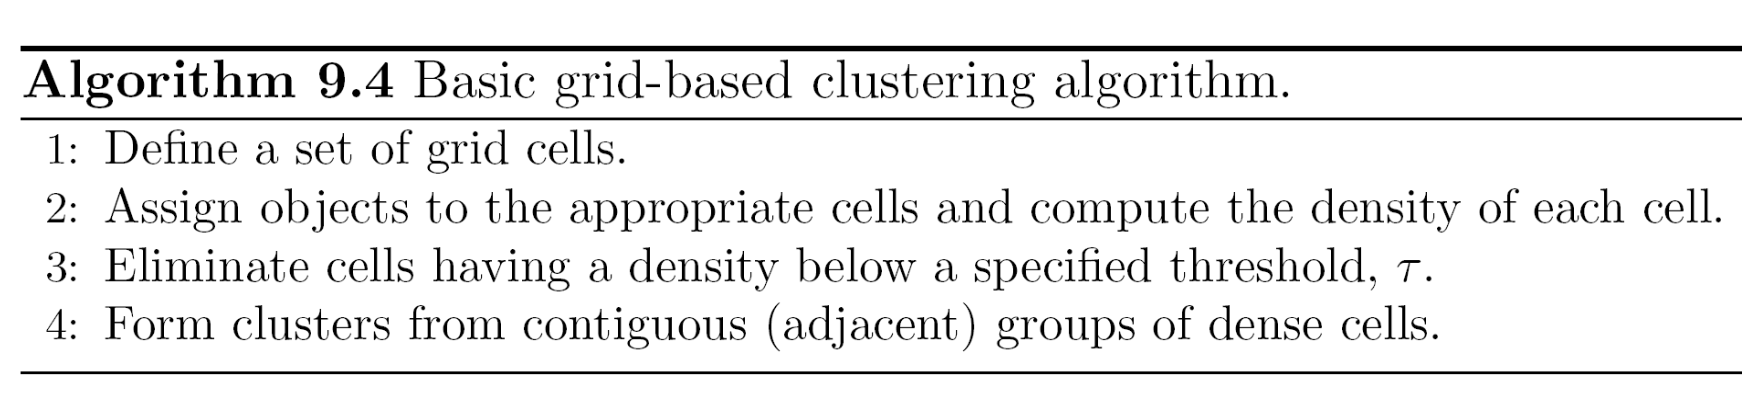 Algorithm 9.4 Basic grid-based clustering algorithm.
1: Define a set of grid cells.
2: Assign objects to the appropriate cells and compute the density of each cell.
3: Eliminate cells having a density below a specified threshold, τ.
4: Form clusters from contiguous (adjacent) groups of dense cells.